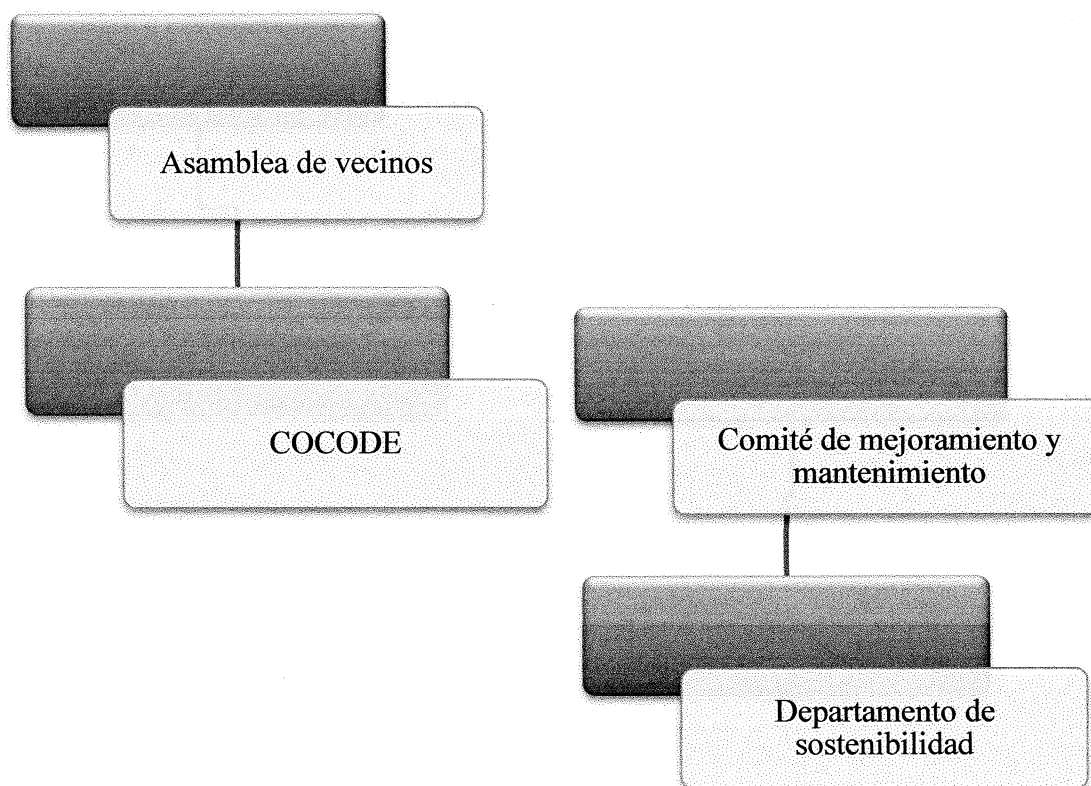 Asamblea de vecinos
COCODE
Comité de mejoramiento y
mantenimiento
Departamento de
sostenibilidad